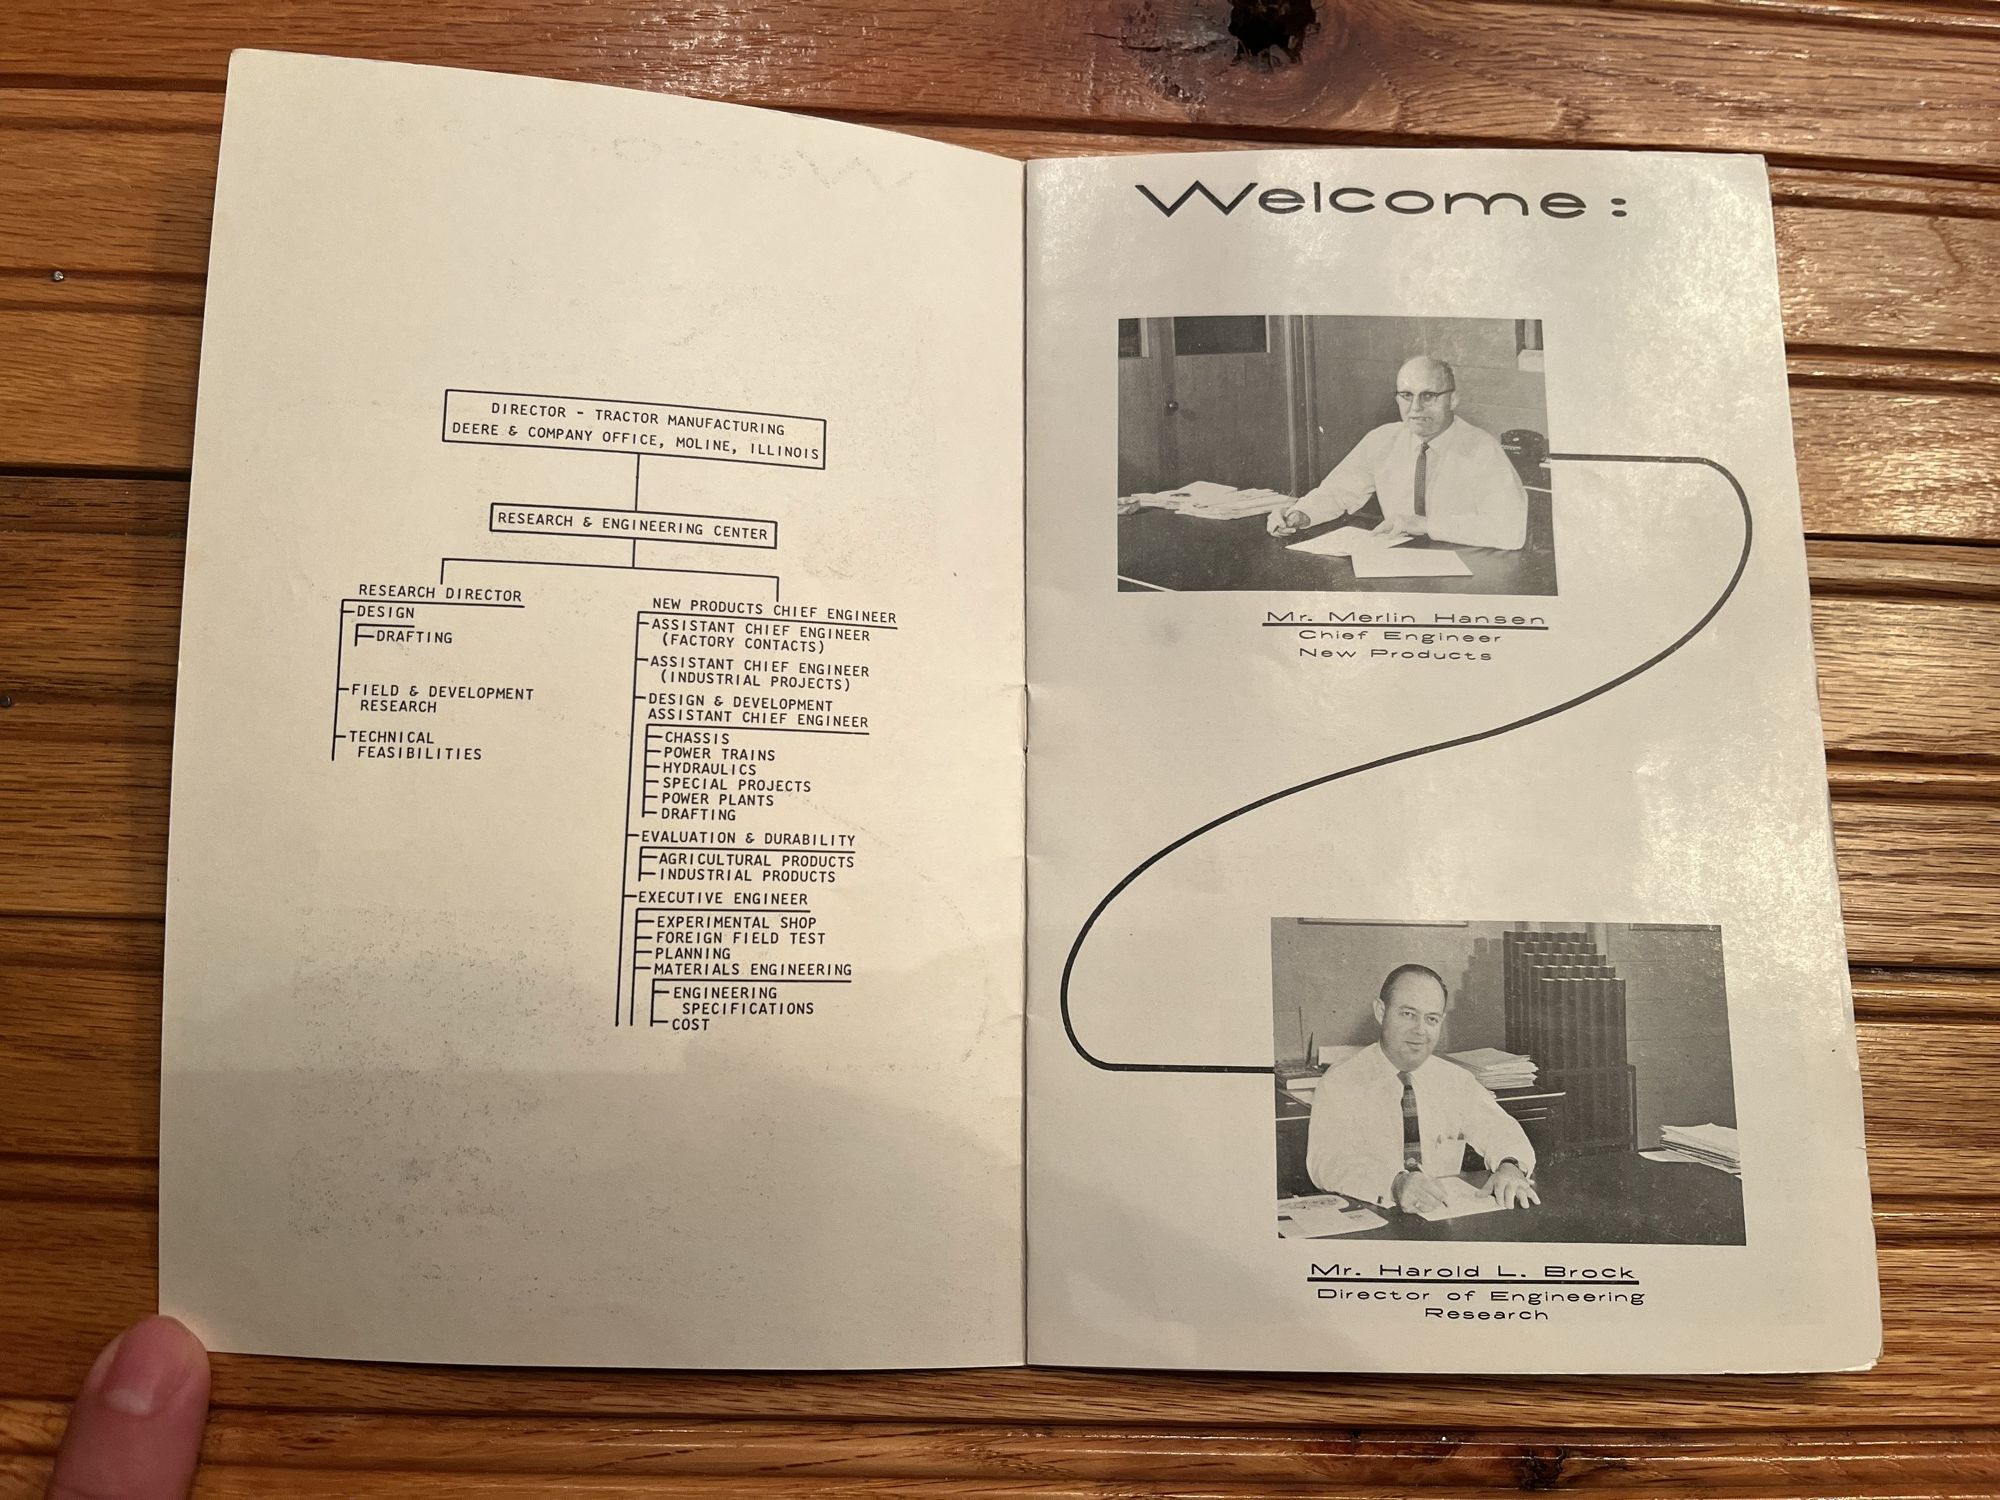 DIRECTOR - TRACTOR MANUFACTURING
DEERE & COMPANY OFFICE, MOLINE, ILLINOIS
RESEARCH & ENGINEERING CENTER
RESEARCH DIRECTOR
DESIGN
DRAFTING
FIELD & DEVELOPMENT
RESEARCH
TECHNICAL
FEASIBILITIES
NEW PRODUCTS CHIEF ENGINEER
ASSISTANT CHIEF ENGINEER
(FACTORY CONTACTS)
ASSISTANT CHIEF ENGINEER
(INDUSTRIAL PROJECTS)
DESIGN & DEVELOPMENT
ASSISTANT CHIEF ENGINEER
CHASSIS
POWER TRAINS
HYDRAULICS
SPECIAL PROJECTS
POWER PLANTS
DRAFTING
EVALUATION & DURABILITY
AGRICULTURAL PRODUCTS
INDUSTRIAL PRODUCTS
EXECUTIVE ENGINEER
EXPERIMENTAL SHOP
FOREIGN FIELD TEST
PLANNING
MATERIALS ENGINEERING
ENGINEERING
SPECIFICATIONS
COST
Welcome:
Mr. Merlin Hansen
Chief Engineer
New Products
Mr. Harold L. Brock
Director of Engineering
Research